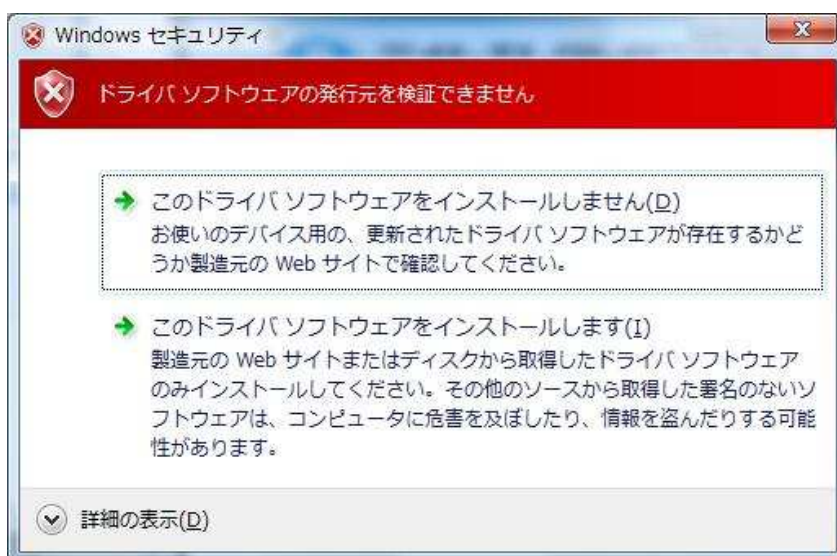 Windows セキュリティ
ドライバ ソフトウェアの発行元を検証できません
このドライバ ソフトウェアをインストールしません(D)
お使いのデバイス用の、更新されたドライバ ソフトウェアが存在するかど
うか製造元の Web サイトで確認してください。
このドライバ ソフトウェアをインストールします(I)
製造元の Web サイトまたはディスクから取得したドライバ ソフトウェア
のみインストールしてください。その他のソースから取得した署名のないソ
フトウェアは、コンピュータに危害を及ぼしたり、情報を盗んだりする可能
性があります。
詳細の表示(D)